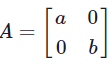 A = [a 0
0 b]